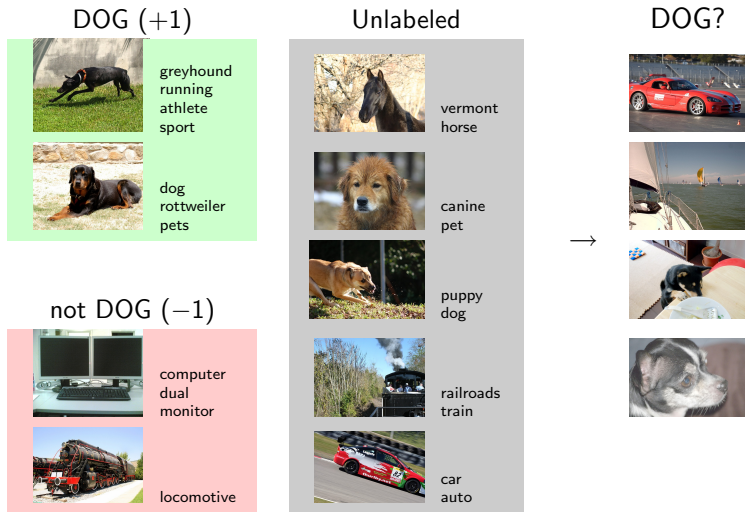 DOG (+1)
greyhound
running
athlete
sport
dog
rottweiler
pets
not DOG (−1)
computer
dual
monitor
locomotive
Unlabeled
vermont
horse
canine
pet
puppy
dog
railroads
train
car
auto
→
DOG?